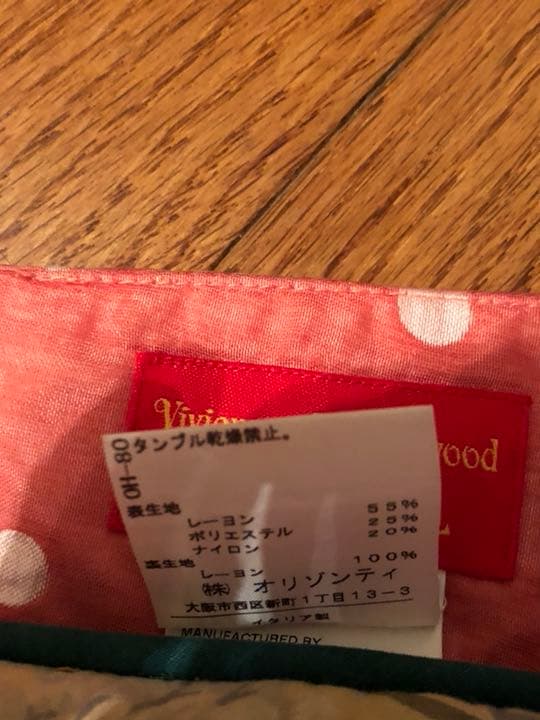 Vivien
wood
L
08-HO
タンブル乾燥禁止。
表生地
レーヨン 55%
ポリエステル 25%
ナイロン 20%
裏生地
レーヨン 100%
(株) オリゾンティ
大阪市西区新町1丁目13-3
イタリア製
MANUFACTURED BY